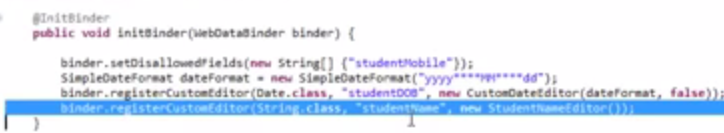 @InitBinder
public void initBinder(WebDataBinder binder) {
binder.setDisallowedFields(new String[] {"studentMobile"});
SimpleDateFormat dateFormat = new SimpleDateFormat("yyyy****MM****dd");
binder.registerCustomEditor(Date.class, "studentDOB", new CustomDateEditor(dateFormat, false));
binder.registerCustomEditor(String.class, "studentName", new StudentNameEditor());
}